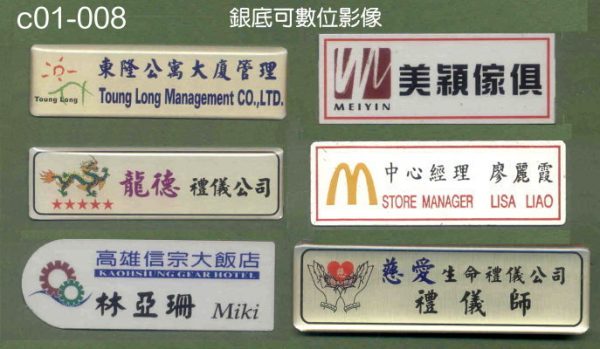 c01-008
銀底可數位影像
東隆公寓大廈管理
Toung Long
Toung Long Management CO.,LTD.
MEIYIN
美穎傢俱
龍德 禮儀公司
中心經理 廖麗霞
STORE MANAGER LISA LIAO
高雄信宗大飯店
KAOHSIUNG GEAR HOTEL
林亞珊 Miki
慈愛生命禮儀公司
禮儀師